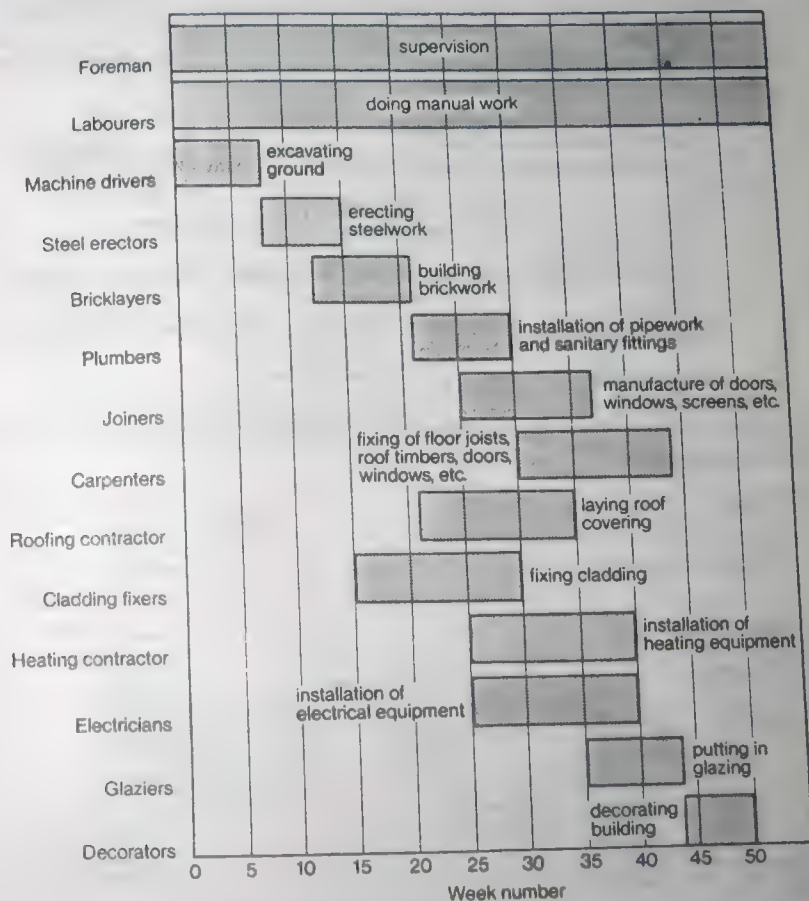 Foreman
supervision
Labourers
doing manual work
Machine drivers
excavating
ground
Steel erectors
erecting
steelwork
Bricklayers
building
brickwork
Plumbers
installation of pipework
and sanitary fittings
Joiners
manufacture of doors,
windows, screens, etc.
Carpenters
fixing of floor joists,
roof timbers, doors,
windows, etc.
Roofing contractor
laying roof
covering
Cladding fixers
fixing cladding
Heating contractor
installation of
heating equipment
Electricians
installation of
electrical equipment
Glaziers
putting in
glazing
Decorators
decorating
building
0 5 10 15 20 25 30 35 40 45 50
Week number